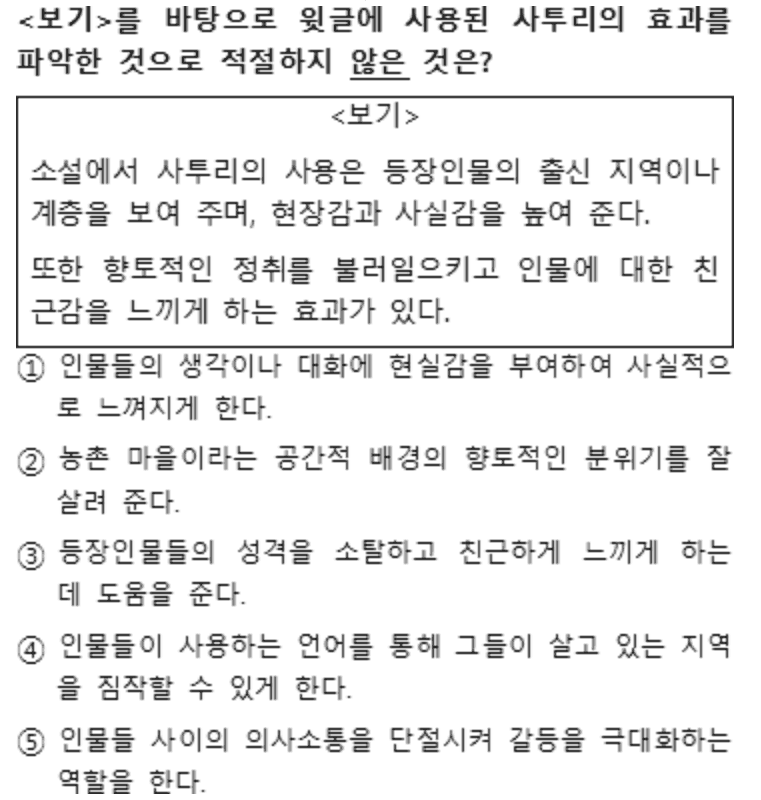 <보기>를 바탕으로 윗글에 사용된 사투리의 효과를
파악한 것으로 적절하지 않은 것은?
<보기>
소설에서 사투리의 사용은 등장인물의 출신 지역이나
계층을 보여 주며, 현장감과 사실감을 높여 준다.
또한 향토적인 정취를 불러일으키고 인물에 대한 친
근감을 느끼게 하는 효과가 있다.
① 인물들의 생각이나 대화에 현실감을 부여하여 사실적으
로 느껴지게 한다.
② 농촌 마을이라는 공간적 배경의 향토적인 분위기를 잘
살려 준다.
③ 등장인물들의 성격을 소탈하고 친근하게 느끼게 하는
데 도움을 준다.
④ 인물들이 사용하는 언어를 통해 그들이 살고 있는 지역
을 짐작할 수 있게 한다.
⑤ 인물들 사이의 의사소통을 단절시켜 갈등을 극대화하는
역할을 한다.